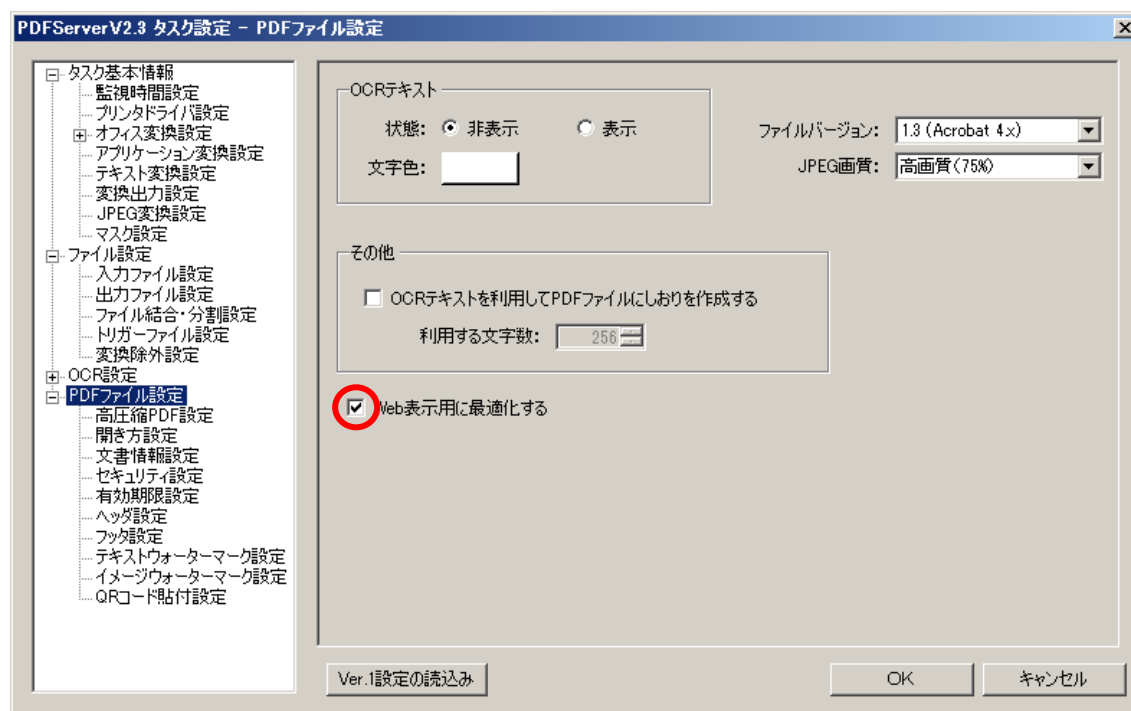 PDFServerV2.3 タスク設定 - PDFファイル設定
タスク基本情報
監視時間設定
プリンタドライバ設定
オフィス変換設定
アプリケーション変換設定
テキスト変換設定
変換出力設定
JPEG変換設定
マスク設定
ファイル設定
入力ファイル設定
出力ファイル設定
ファイル結合・分割設定
トリガーファイル設定
変換除外設定
OCR設定
PDFファイル設定
高圧縮PDF設定
開き方設定
文書情報設定
セキュリティ設定
有効期限設定
ヘッダ設定
フッタ設定
テキストウォーターマーク設定
イメージウォーターマーク設定
QRコード貼付設定
OCRテキスト
状態: 非表示 表示
文字色:
ファイルバージョン: 1.3 (Acrobat 4.x)
JPEG画質: 高画質(75%)
その他
OCRテキストを利用してPDFファイルにしおりを作成する
利用する文字数: 256
Web表示用に最適化する
Ver.1設定の読込み OK キャンセル